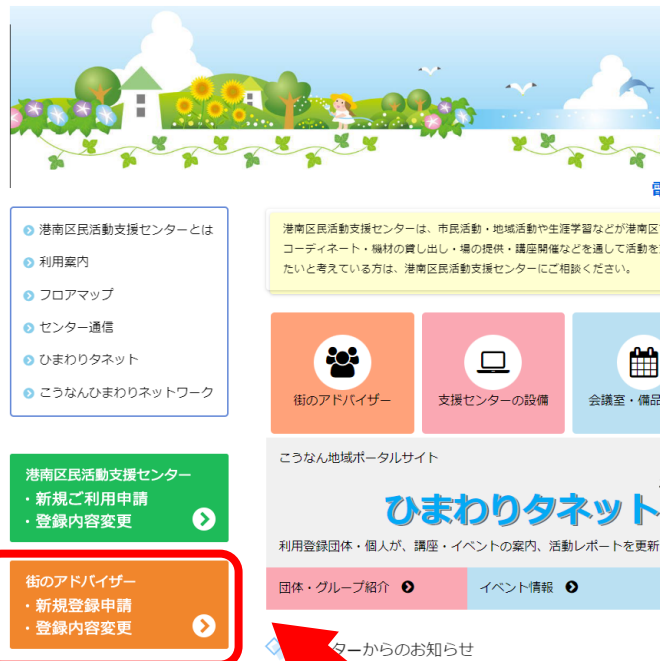 港南区民活動支援センターとは
利用案内
フロアマップ
センター通信
ひまわりタネット
こうなんひまわりネットワーク
港南区民活動支援センター
・新規ご利用申請
・登録内容変更
街のアドバイザー
・新規登録申請
・登録内容変更
港南区民活動支援センターは、市民活動・地域活動や生涯学習などが港南区
コーディネート・機材の貸し出し・場の提供・講座開催などを通して活動を
たいと考えている方は、港南区民活動支援センターにご相談ください。
街のアドバイザー
支援センターの設備
会議室・備品
こうなん地域ポータルサイト
ひまわりタネット
利用登録団体・個人が、講座・イベントの案内、活動レポートを更新
団体・グループ紹介
イベント情報
ターからのお知らせ